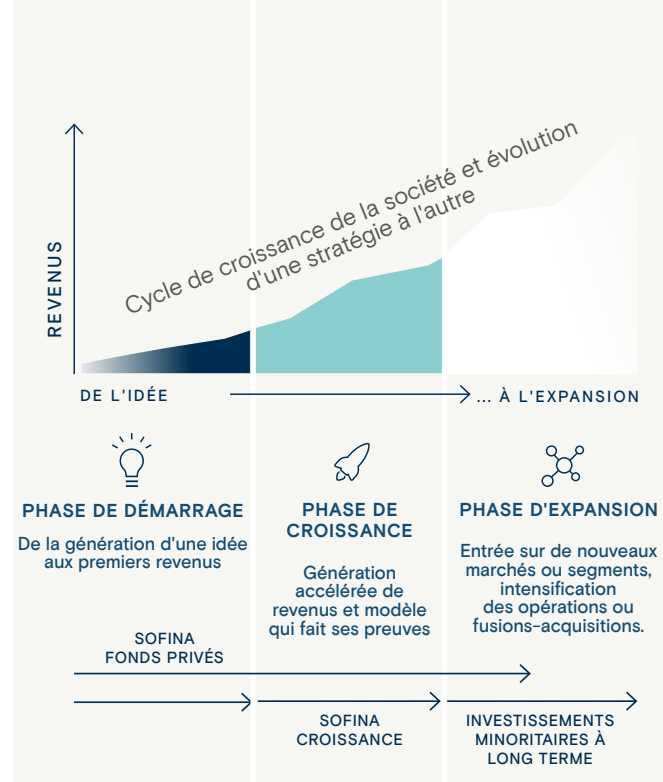 Cycle de croissance de la société et évolution
d'une stratégie à l'autre
REVENUS
DE L'IDÉE
... À L'EXPANSION
PHASE DE DÉMARRAGE
De la génération d'une idée
aux premiers revenus
PHASE DE
CROISSANCE
Génération
accélérée de
revenus et modèle
qui fait ses preuves
PHASE D'EXPANSION
Entrée sur de nouveaux
marchés ou segments,
intensification
des opérations ou
fusions-acquisitions.
SOFINA
FONDS PRIVÉS
SOFINA
CROISSANCE
INVESTISSEMENTS
MINORITAIRES À
LONG TERME